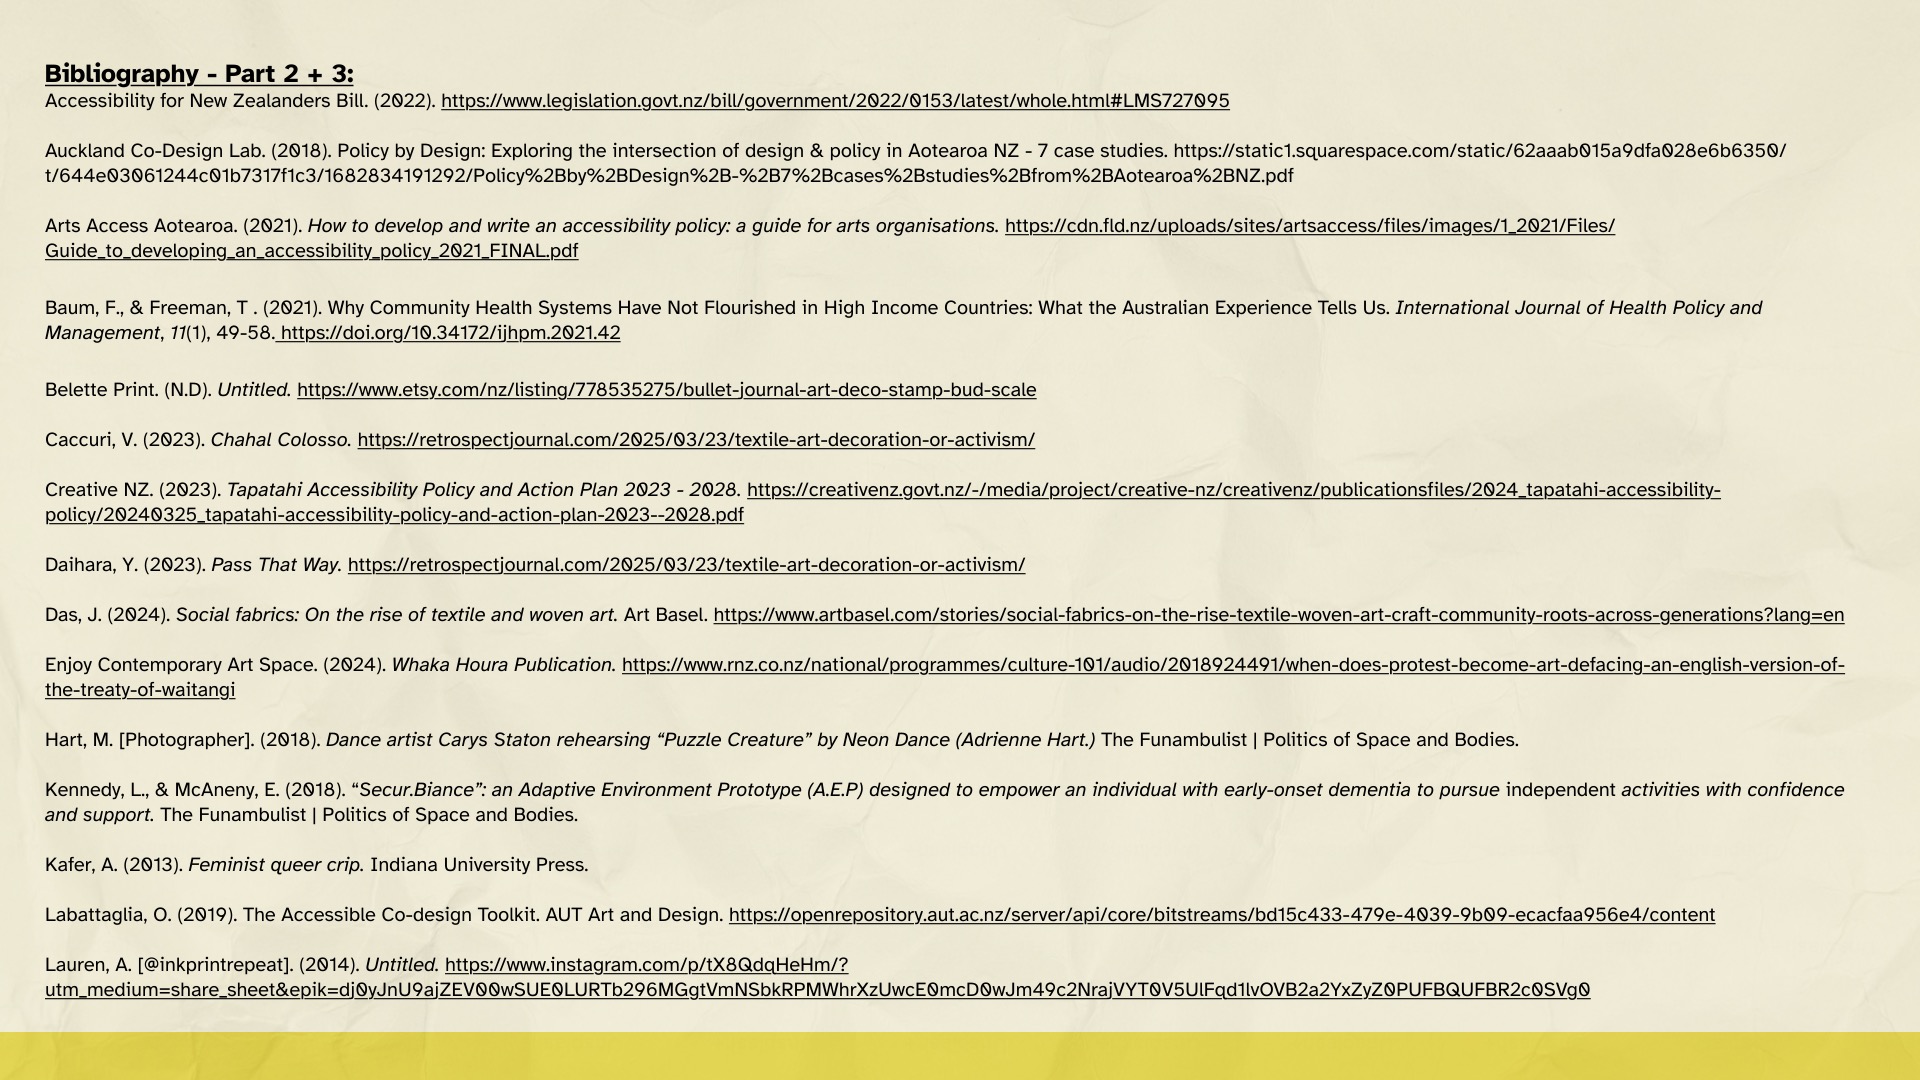 Bibliography - Part 2 + 3:
Accessibility for New Zealanders Bill. (2022). https://www.legislation.govt.nz/bill/government/2022/0153/latest/whole.html#LMS727095
Auckland Co-Design Lab. (2018). Policy by Design: Exploring the intersection of design & policy in Aotearoa NZ - 7 case studies. https://static1.squarespace.com/static/62aaab015a9dfa028e6b6350/
t/644e03061244c01b7317f1c3/1682834191292/Policy%2Bby%2BDesign%2B-%2B7%2Bcases%2Bstudies%2Bfrom%2BAotearoa%2BNZ.pdf
Arts Access Aotearoa. (2021). How to develop and write an accessibility policy: a guide for arts organisations. https://cdn.fld.nz/uploads/sites/artsaccess/files/images/1_2021/Files/
Guide_to_developing_an_accessibility_policy_2021_FINAL.pdf
Baum, F., & Freeman, T . (2021). Why Community Health Systems Have Not Flourished in High Income Countries: What the Australian Experience Tells Us. International Journal of Health Policy and
Management, 11(1), 49-58. https://doi.org/10.34172/ijhpm.2021.42
Belette Print. (N.D). Untitled. https://www.etsy.com/nz/listing/778535275/bullet-journal-art-deco-stamp-bud-scale
Caccuri, V. (2023). Chahal Colosso. https://retrospectjournal.com/2025/03/23/textile-art-decoration-or-activism/
Creative NZ. (2023). Tapatahi Accessibility Policy and Action Plan 2023 - 2028. https://creativenz.govt.nz/-/media/project/creative-nz/creativenz/publicationsfiles/2024_tapatahi-accessibility-
policy/20240325_tapatahi-accessibility-policy-and-action-plan-2023--2028.pdf
Daihara, Y. (2023). Pass That Way. https://retrospectjournal.com/2025/03/23/textile-art-decoration-or-activism/
Das, J. (2024). Social fabrics: On the rise of textile and woven art. Art Basel. https://www.artbasel.com/stories/social-fabrics-on-the-rise-textile-woven-art-craft-community-roots-across-generations?lang=en
Enjoy Contemporary Art Space. (2024). Whaka Houra Publication. https://www.rnz.co.nz/national/programmes/culture-101/audio/2018924491/when-does-protest-become-art-defacing-an-english-version-of-
the-treaty-of-waitangi
Hart, M. [Photographer]. (2018). Dance artist Carys Staton rehearsing “Puzzle Creature” by Neon Dance (Adrienne Hart.) The Funambulist | Politics of Space and Bodies.
Kennedy, L., & McAneny, E. (2018). “Secur.Biance”: an Adaptive Environment Prototype (A.E.P) designed to empower an individual with early-onset dementia to pursue independent activities with confidence
and support. The Funambulist | Politics of Space and Bodies.
Kafer, A. (2013). Feminist queer crip. Indiana University Press.
Labattaglia, O. (2019). The Accessible Co-design Toolkit. AUT Art and Design. https://openrepository.aut.ac.nz/server/api/core/bitstreams/bd15c433-479e-4039-9b09-ecacfaa956e4/content
Lauren, A. [@inkprintrepeat]. (2014). Untitled. https://www.instagram.com/p/tX8QdqHeHm/?
utm_medium=share_sheet&epik=dj0yJnU9ajZEV00wSUE0LURTb296MGgtVmNSbkRPMWhrXzUwcE0mcD0wJm49c2NrajVYT0V5UlFqd1lvOVB2a2YxZyZ0PUFBQUFBR2c0SVg0